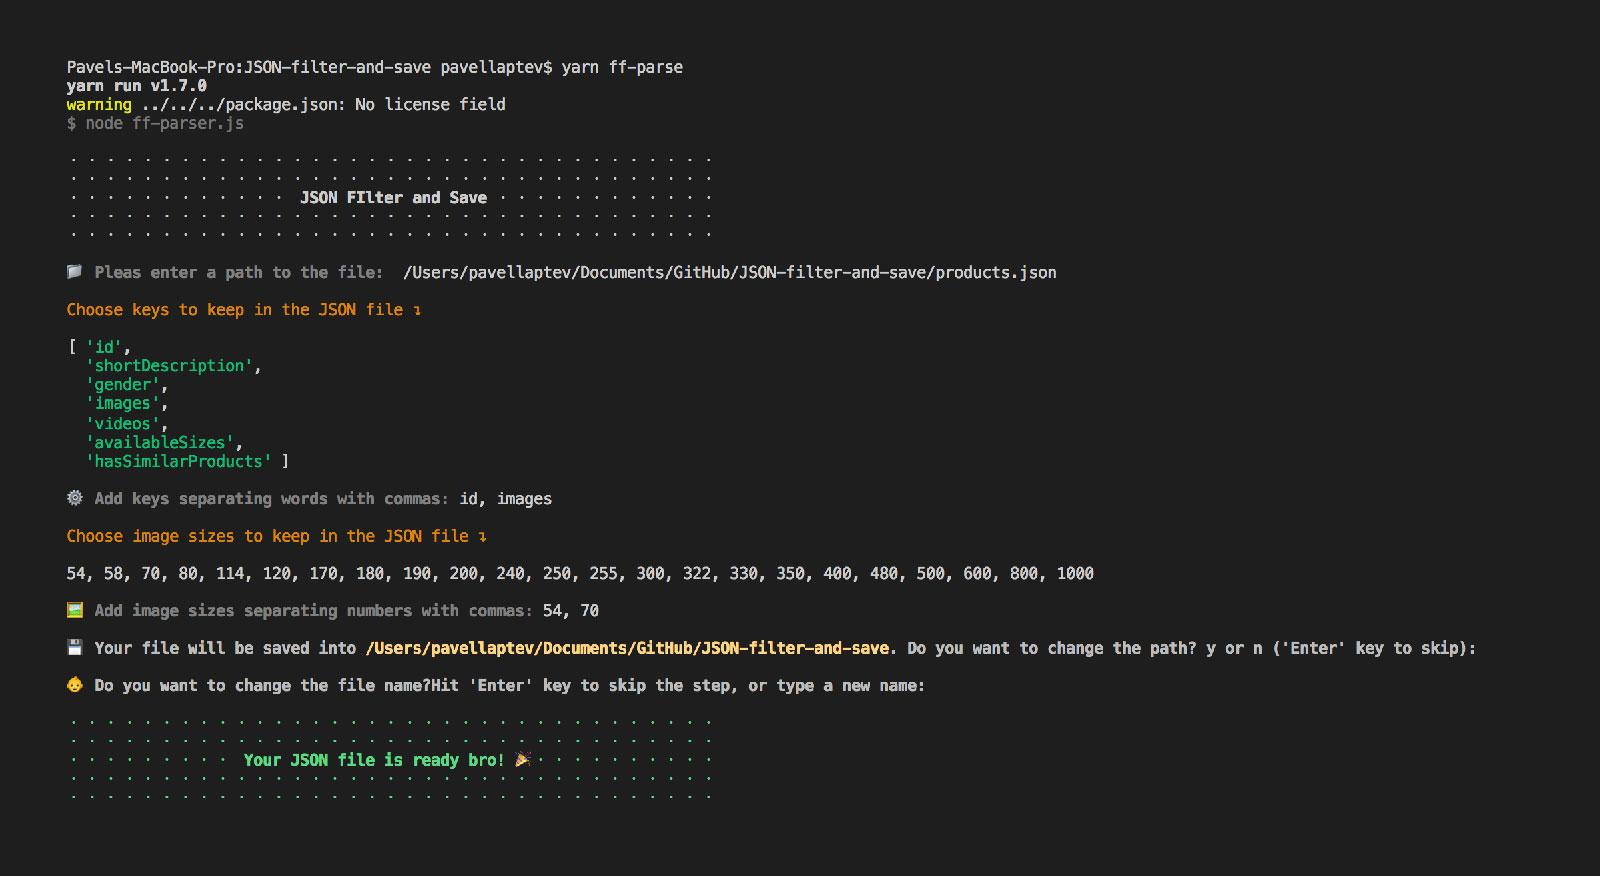 Pavels-MacBook-Pro:JSON-filter-and-save pavellaptev$ yarn ff-parse
yarn run v1.7.0
warning ../../../package.json: No license field
$ node ff-parser.js
JSON FIlter and Save
Pleas enter a path to the file: /Users/pavellaptev/Documents/GitHub/JSON-filter-and-save/products.json
Choose keys to keep in the JSON file ↴
[ 'id',
'shortDescription',
'gender',
'images',
'videos',
'availableSizes',
'hasSimilarProducts' ]
Add keys separating words with commas: id, images
Choose image sizes to keep in the JSON file ↴
54, 58, 70, 80, 114, 120, 170, 180, 190, 200, 240, 250, 255, 300, 322, 330, 350, 400, 480, 500, 600, 800, 1000
Add image sizes separating numbers with commas: 54, 70
Your file will be saved into /Users/pavellaptev/Documents/GitHub/JSON-filter-and-save. Do you want to change the path? y or n ('Enter' key to skip):
Do you want to change the file name?Hit 'Enter' key to skip the step, or type a new name:
Your JSON file is ready bro! 🎉